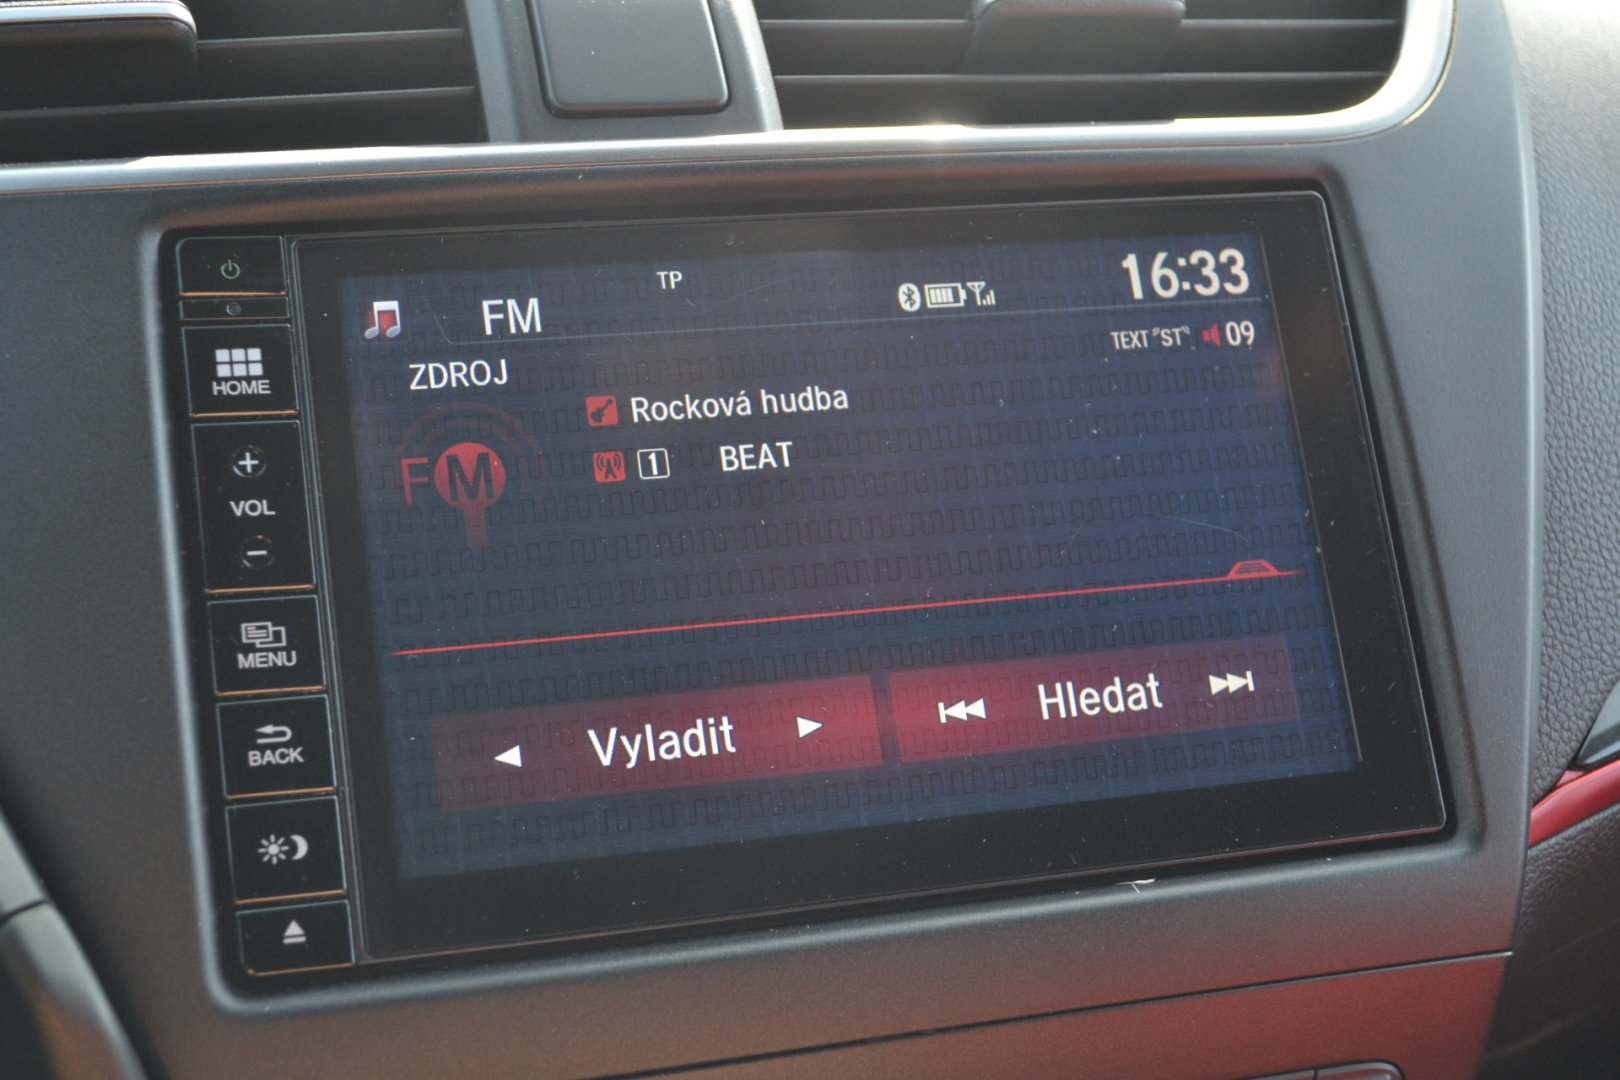 TP
FM
16:33
TEXT "ST" 09
ZDROJ
Rocková hudba
FM
1 BEAT
Vyladit
Hledat
HOME
+
VOL
−
MENU
BACK